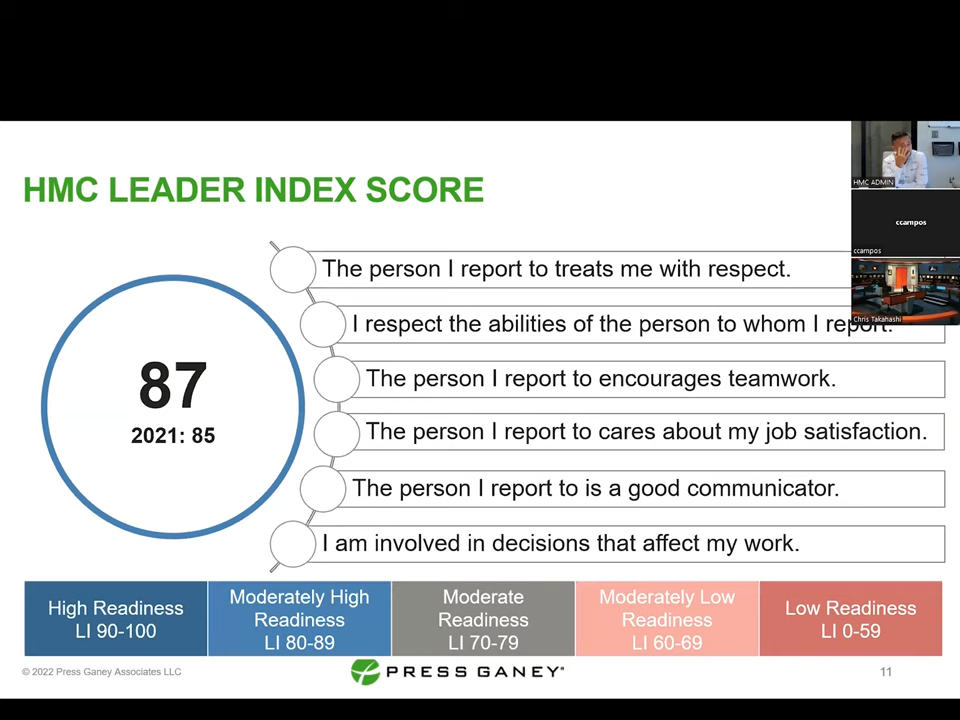 HMC LEADER INDEX SCORE
87
2021: 85
The person I report to treats me with respect.
I respect the abilities of the person to whom I report.
The person I report to encourages teamwork.
The person I report to cares about my job satisfaction.
The person I report to is a good communicator.
I am involved in decisions that affect my work.
HMC ADMIN
ccampos
ccampos
Chris Takahashi
High Readiness
LI 90-100
Moderately High
Readiness
LI 80-89
Moderate
Readiness
LI 70-79
Moderately Low
Readiness
LI 60-69
Low Readiness
LI 0-59
© 2022 Press Ganey Associates LLC
PRESS GANEY®
11